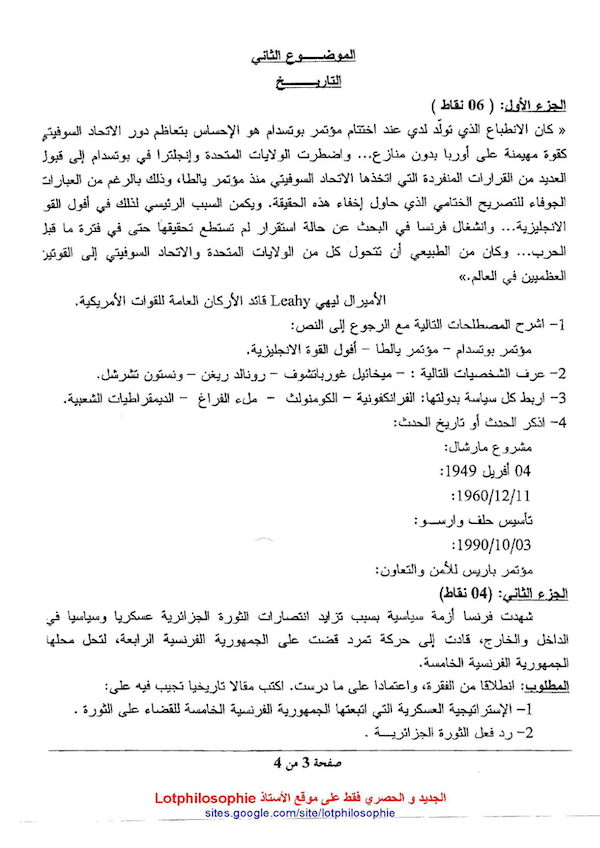 الموضـــــوع الثاني
التاريـــــــخ
الجزء الأول: ( 06 نقاط )
« كان الانطباع الذي تولّد لدي عند اختتام مؤتمر بوتسدام هو الإحساس بتعاظم دور الاتحاد السوفيتي
كقوة مهيمنة على أوربا بدون منازع... واضطرت الولايات المتحدة وإنجلترا في بوتسدام إلى قبول
العديد من القرارات المنفردة التي اتخذها الاتحاد السوفيتي منذ مؤتمر يالطا، وذلك بالرغم من العبارات
الجوفاء للتصريح الختامي الذي حاول إخفاء هذه الحقيقة. ويكمن السبب الرئيسي لذلك في أفول القو
الانجليزية... وانشغال فرنسا في البحث عن حالة استقرار لم تستطع تحقيقها حتى في فترة ما قبل
الحرب... وكان من الطبيعي أن تتحول كل من الولايات المتحدة والاتحاد السوفيتي إلى القوتين
العظميين في العالم.»
الأميرال ليهي Leahy قائد الأركان العامة للقوات الأمريكية.
1- اشرح المصطلحات التالية مع الرجوع إلى النص:
مؤتمر بوتسدام - مؤتمر يالطا - أفول القوة الانجليزية.
2- عرف الشخصيات التالية : - ميخائيل غورباتشوف - رونالد ريغن - ونستون تشرشل.
3- اربط كل سياسة بدولتها: الفرانكفونية - الكومنولث - ملء الفراغ - الديمقراطيات الشعبية.
4- اذكر الحدث أو تاريخ الحدث:
مشروع مارشال:
04 أفريل 1949:
1960/12/11:
تأسيس حلف وارســو:
1990/10/03:
مؤتمر باريس للأمن والتعاون:
الجزء الثاني: (04 نقاط)
شهدت فرنسا أزمة سياسية بسبب تزايد انتصارات الثورة الجزائرية عسكريا وسياسيا في
الداخل والخارج، قادت إلى حركة تمرد قضت على الجمهورية الفرنسية الرابعة، لتحل محلها
الجمهورية الفرنسية الخامسة.
المطلوب: انطلاقا من الفقرة، واعتمادا على ما درست. اكتب مقالا تاريخيا تجيب فيه على:
1- الإستراتيجية العسكرية التي اتبعتها الجمهورية الفرنسية الخامسة للقضاء على الثورة .
2- رد فعل الثورة الجزائريـــة .
صفحة 3 من 4
الجديد و الحصري فقط على موقع الأستاذ Lotphilosophie
sites.google.com/site/lotphilosophie